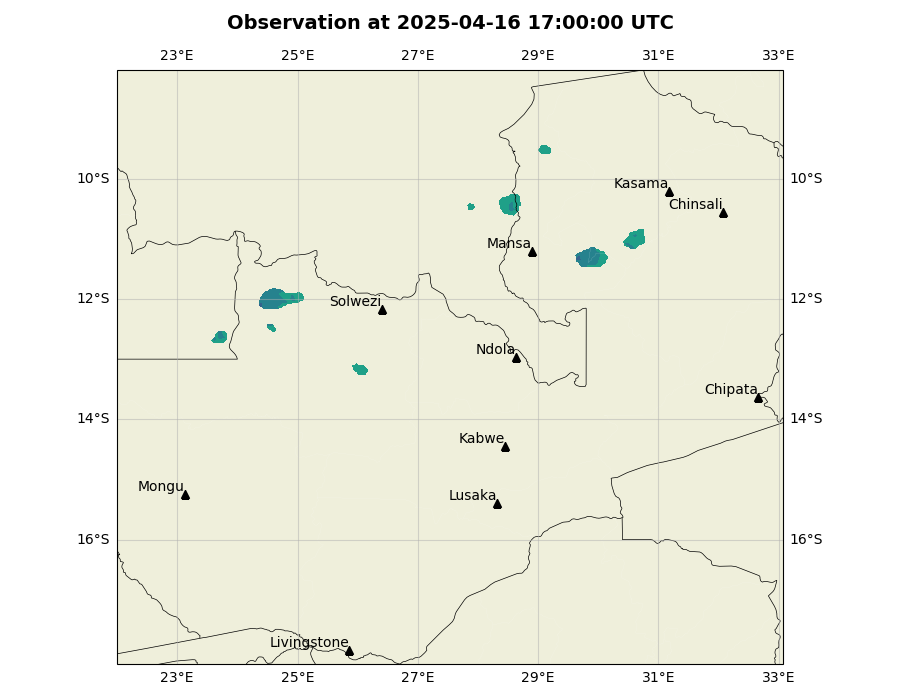 Observation at 2025-04-16 17:00:00 UTC
23°E 25°E 27°E 29°E 31°E 33°E
10°S 10°S
Kasama
Chinsali
Mansa
12°S 12°S
Solwezi
Ndola
Chipata
14°S 14°S
Kabwe
Mongu
Lusaka
16°S 16°S
Livingstone
23°E 25°E 27°E 29°E 31°E 33°E